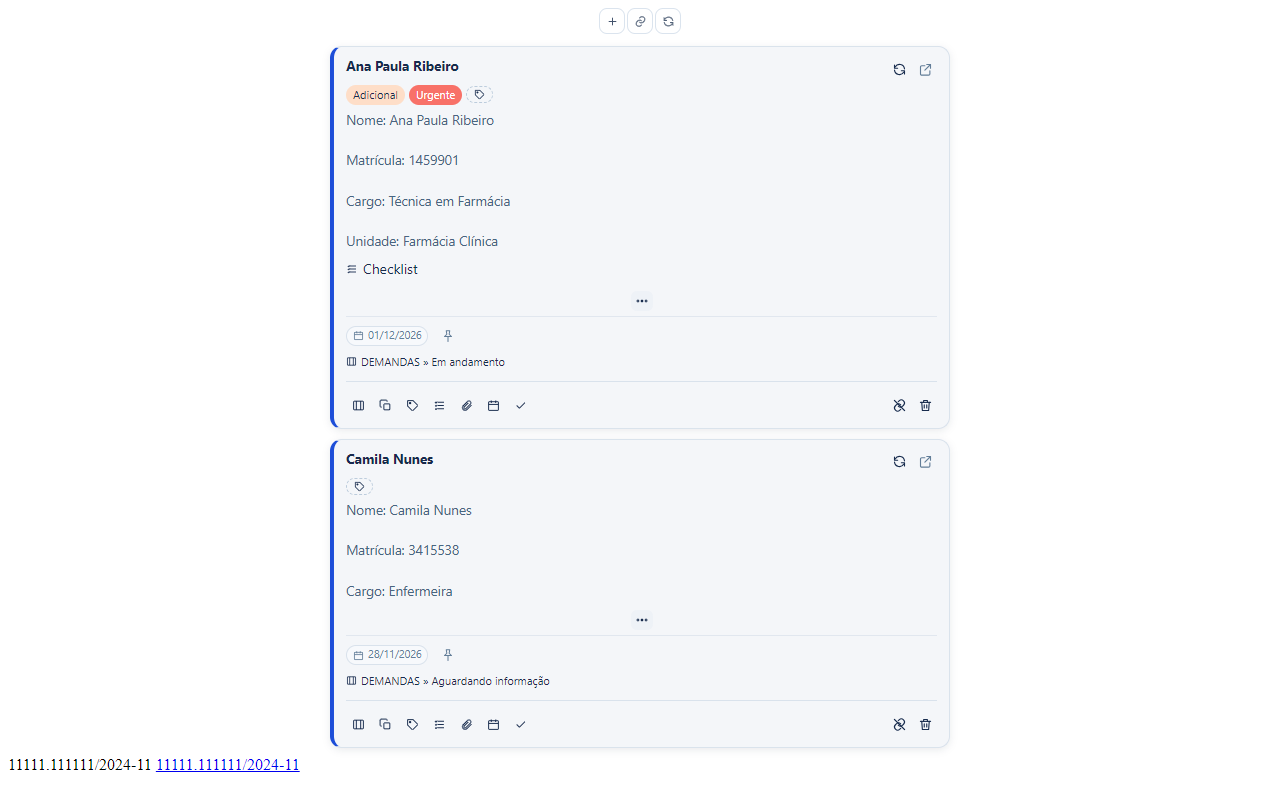 Ana Paula Ribeiro
Adicional Urgente
Nome: Ana Paula Ribeiro
Matrícula: 1459901
Cargo: Técnica em Farmácia
Unidade: Farmácia Clínica
Checklist
01/12/2026
DEMANDAS » Em andamento
Camila Nunes
Nome: Camila Nunes
Matrícula: 3415538
Cargo: Enfermeira
28/11/2026
DEMANDAS » Aguardando informação
11111.111111/2024-11 11111.111111/2024-11